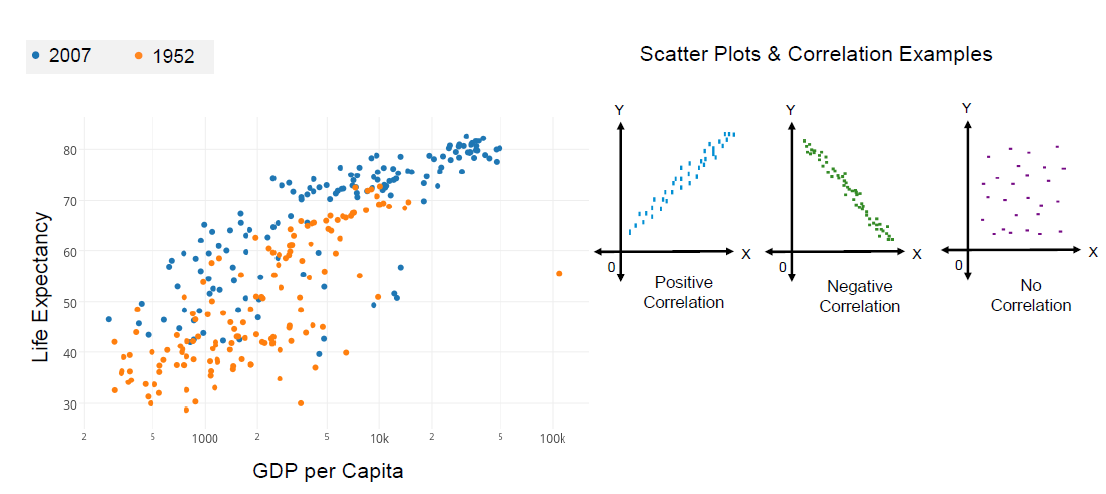 2007 1952
Scatter Plots & Correlation Examples
Life Expectancy
80
70
60
50
40
30
2 5 1000 2 5 10k 2 5 100k
GDP per Capita
Y
X
0
Positive
Correlation
Y
X
0
Negative
Correlation
Y
X
0
No
Correlation